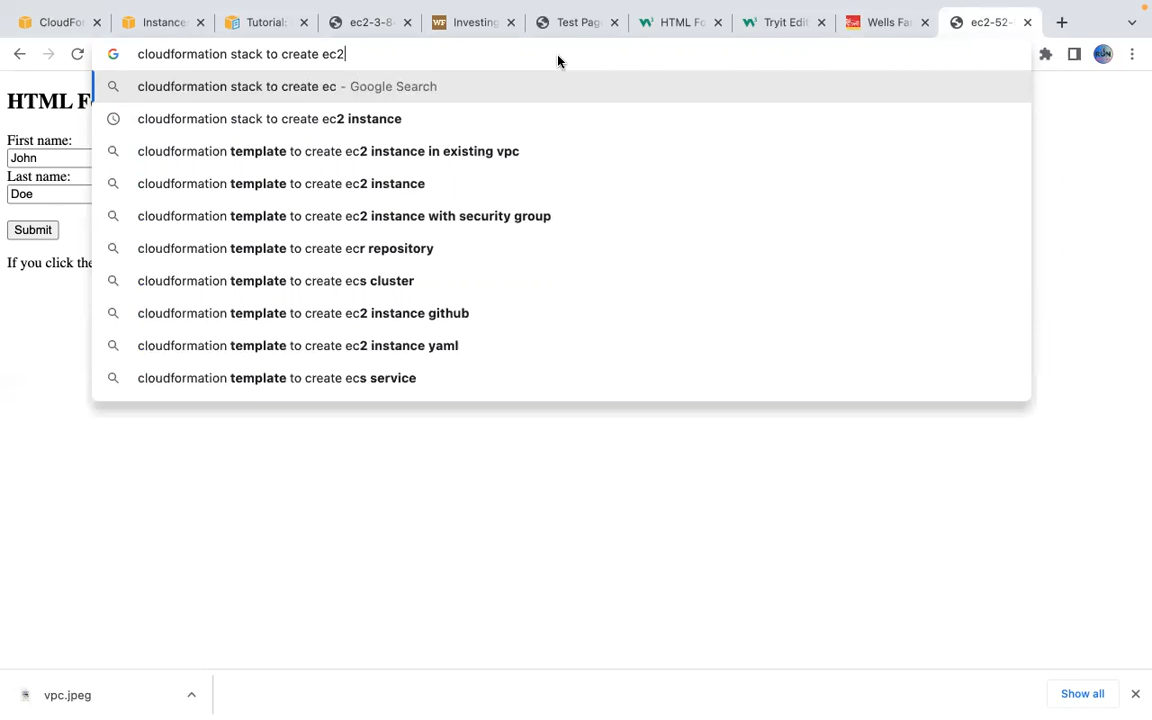 CloudFor
Instance
Tutorial:
ec2-3-8
Investing
Test Pag
HTML Fo
Tryit Edit
Wells Fa
ec2-52-
cloudformation stack to create ec2
cloudformation stack to create ec - Google Search
cloudformation stack to create ec2 instance
cloudformation template to create ec2 instance in existing vpc
cloudformation template to create ec2 instance
cloudformation template to create ec2 instance with security group
cloudformation template to create ecr repository
cloudformation template to create ecs cluster
cloudformation template to create ec2 instance github
cloudformation template to create ec2 instance yaml
cloudformation template to create ecs service
HTML F
First name:
John
Last name:
Doe
Submit
If you click the
vpc.jpeg
Show all